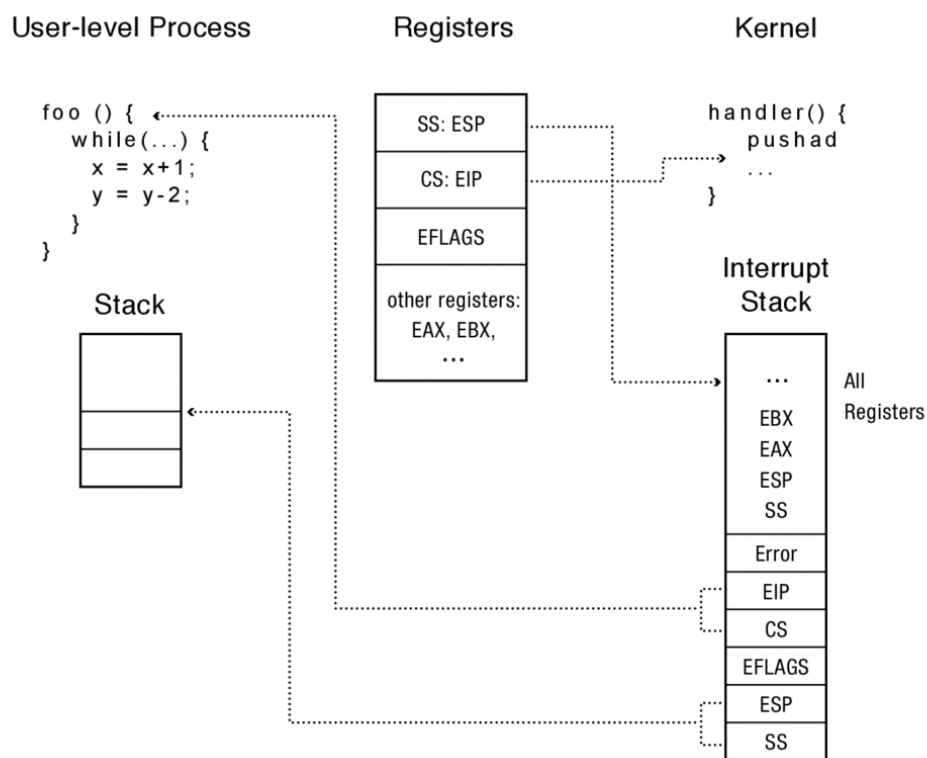 User-level Process
foo () {
while(...) {
x = x+1;
y = y-2;
}
}
Stack
Registers
SS: ESP
CS: EIP
EFLAGS
other registers:
EAX, EBX,
...
Kernel
handler() {
pushad
...
}
Interrupt
Stack
...
EBX
EAX
ESP
SS
All
Registers
Error
EIP
CS
EFLAGS
ESP
SS